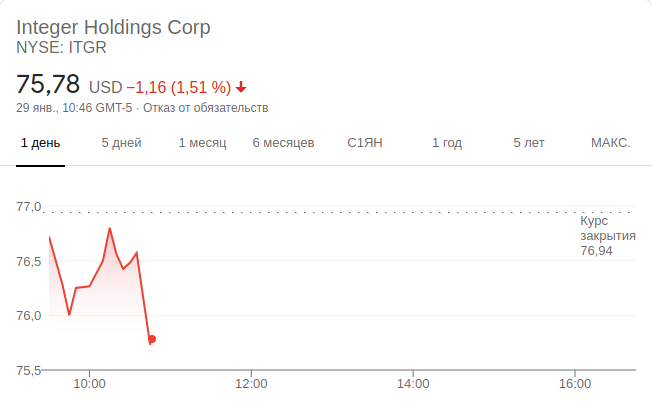 Integer Holdings Corp
NYSE: ITGR
75,78 USD −1,16 (1,51 %)
29 янв., 10:46 GMT-5 · Отказ от обязательств
1 день 5 дней 1 месяц 6 месяцев С1ЯН 1 год 5 лет МАКС.
77,0
Курс
закрытия
76,94
76,5
76,0
75,5
10:00 12:00 14:00 16:00